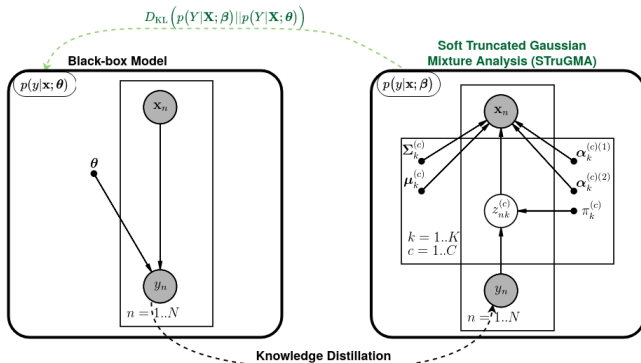 D_KL(p(Y|X;β)||p(Y|X;θ))
Black-box Model
Soft Truncated Gaussian
Mixture Analysis (STruGMA)
p(y|x;θ)
p(y|x;β)
x_n
x_n
Σ_k^(c)
α_k^(c)(1)
θ
μ_k^(c)
α_k^(c)(2)
z_nk^(c)
π_k^(c)
k = 1..K
c = 1..C
y_n
y_n
n = 1..N
n = 1..N
Knowledge Distillation